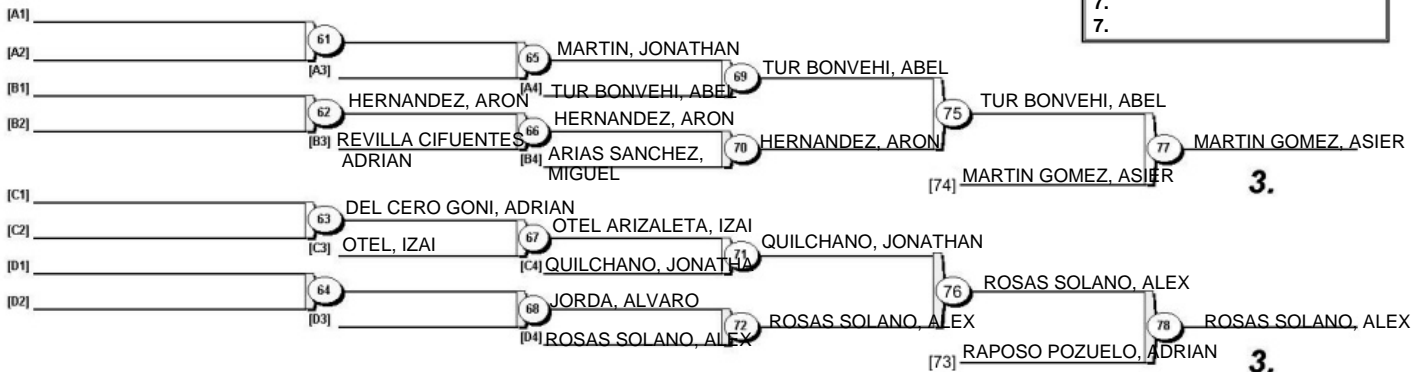 7.
7.
[A1]
61
[A2]
[A3]
65
MARTIN, JONATHAN
[A4] TUR BONVEHI, ABEL
69
TUR BONVEHI, ABEL
[B1]
62
HERNANDEZ, ARON
[B2]
[B3] REVILLA CIFUENTES
ADRIAN
66
HERNANDEZ, ARON
[B4] ARIAS SANCHEZ,
MIGUEL
70
HERNANDEZ, ARON
75
TUR BONVEHI, ABEL
[74] MARTIN GOMEZ, ASIER
77
MARTIN GOMEZ, ASIER
3.
[C1]
63
DEL CERO GONI, ADRIAN
[C2]
[C3] OTEL, IZAI
67
OTEL ARIZALETA, IZAI
[C4] QUILCHANO, JONATHA
71
QUILCHANO, JONATHAN
[D1]
64
[D2]
[D3]
68
JORDA, ALVARO
[D4] ROSAS SOLANO, ALEX
72
ROSAS SOLANO, ALEX
76
ROSAS SOLANO, ALEX
[73] RAPOSO POZUELO, ADRIAN
78
ROSAS SOLANO, ALEX
3.